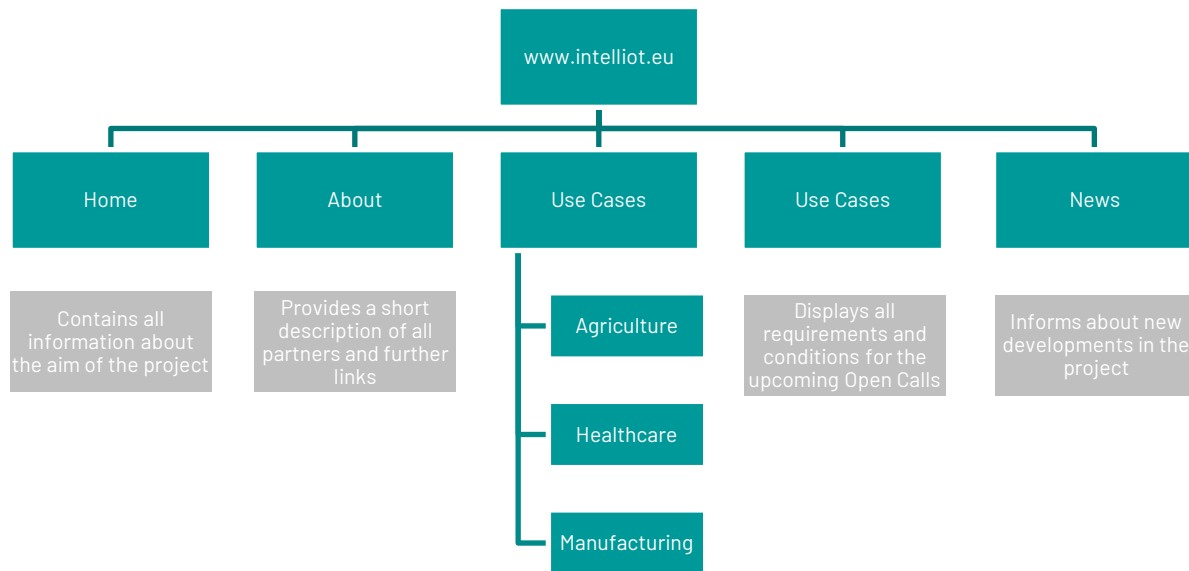 www.intelliot.eu
Home
About
Use Cases
Use Cases
News
Contains all
information about
the aim of the project
Provides a short
description of all
partners and further
links
Agriculture
Healthcare
Manufacturing
Displays all
requirements and
conditions for the
upcoming Open Calls
Informs about new
developments in the
project